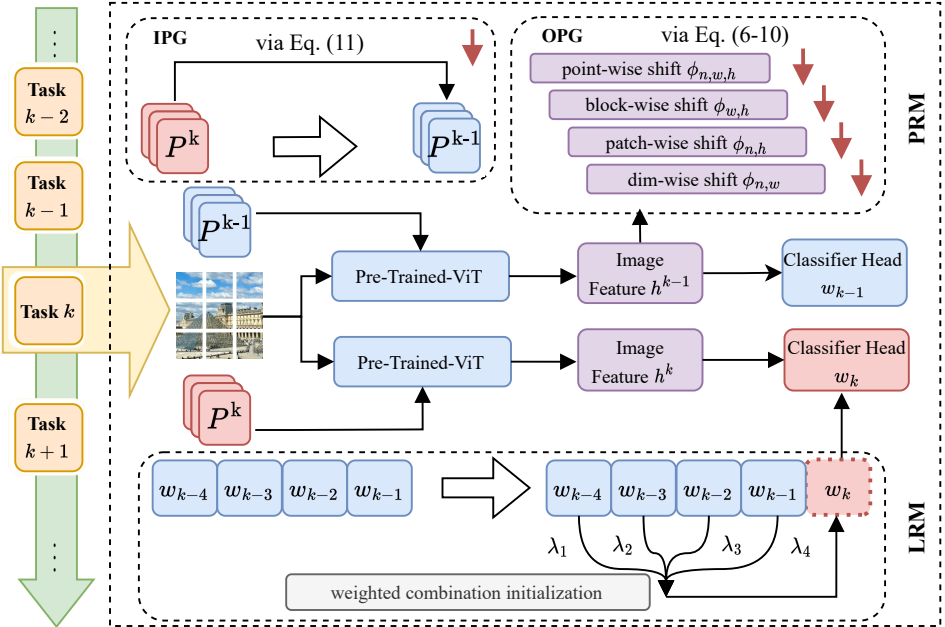 Task
k − 2
Task
k − 1
Task k
Task
k + 1
IPG
via Eq. (11)
P^k
P^k-1
OPG
via Eq. (6-10)
point-wise shift ϕ_n,w,h
block-wise shift ϕ_w,h
patch-wise shift ϕ_n,h
dim-wise shift ϕ_n,w
PRM
P^k-1
Pre-Trained-ViT
Image
Feature h^k−1
Classifier Head
w_k−1
Pre-Trained-ViT
Image
Feature h^k
Classifier Head
w_k
P^k
w_k−4 w_k−3 w_k−2 w_k−1
w_k−4 w_k−3 w_k−2 w_k−1 w_k
λ_1 λ_2 λ_3 λ_4
weighted combination initialization
LRM